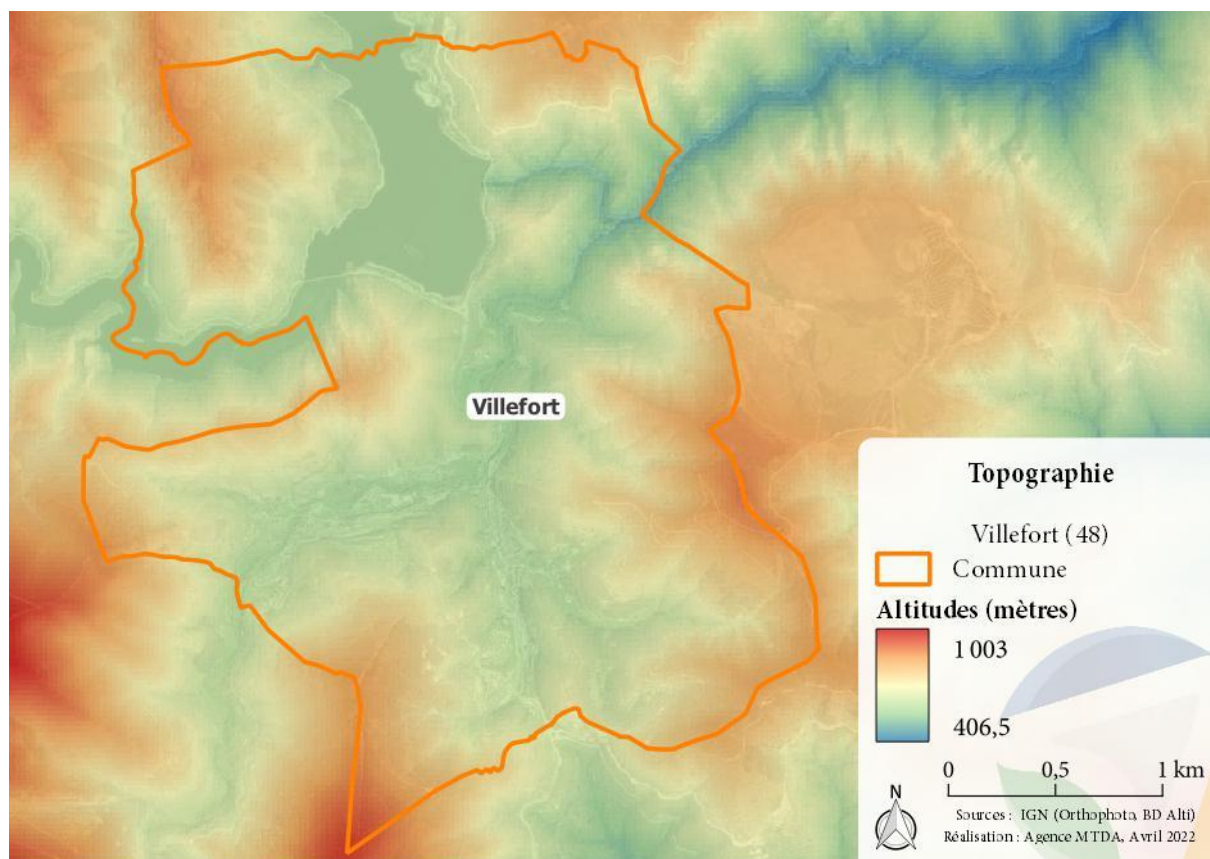 Villefort
Topographie
Villefort (48)
Commune
Altitudes (mètres)
1 003
406,5
0 0,5 1 km
N
Sources : IGN (Orthophoto, BD Alti)
Réalisation : Agence MTDA, Avril 2022